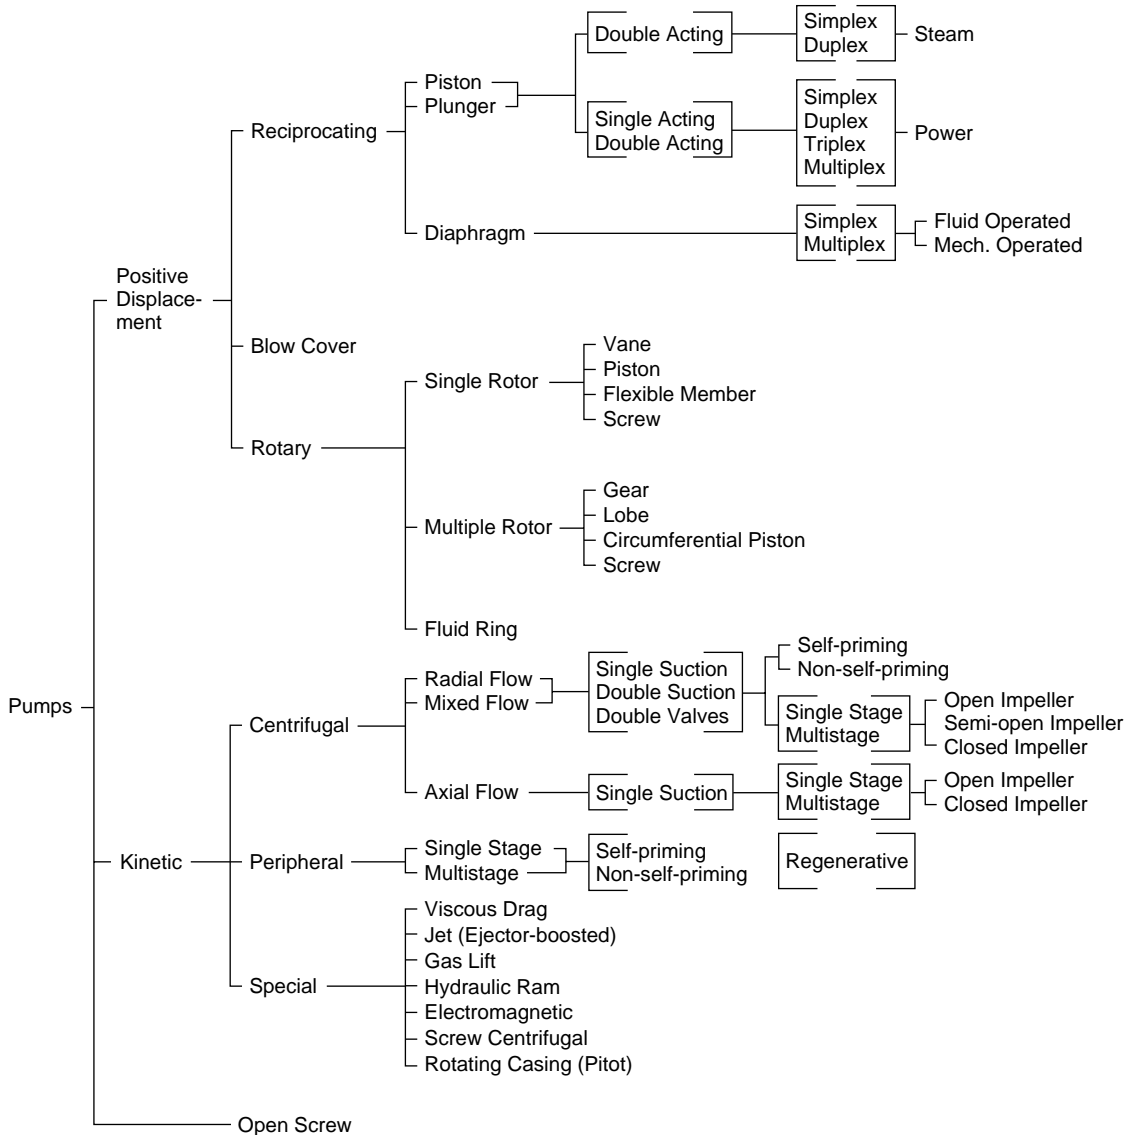 Pumps
Positive
Displace-
ment
Reciprocating
Piston
Plunger
Double Acting
Simplex
Duplex
Steam
Single Acting
Double Acting
Simplex
Duplex
Triplex
Multiplex
Power
Diaphragm
Simplex
Multiplex
Fluid Operated
Mech. Operated
Blow Cover
Rotary
Single Rotor
Vane
Piston
Flexible Member
Screw
Multiple Rotor
Gear
Lobe
Circumferential Piston
Screw
Fluid Ring
Kinetic
Centrifugal
Radial Flow
Mixed Flow
Single Suction
Double Suction
Double Valves
Self-priming
Non-self-priming
Single Stage
Multistage
Open Impeller
Semi-open Impeller
Closed Impeller
Axial Flow
Single Suction
Single Stage
Multistage
Open Impeller
Closed Impeller
Peripheral
Single Stage
Multistage
Self-priming
Non-self-priming
Regenerative
Special
Viscous Drag
Jet (Ejector-boosted)
Gas Lift
Hydraulic Ram
Electromagnetic
Screw Centrifugal
Rotating Casing (Pitot)
Open Screw